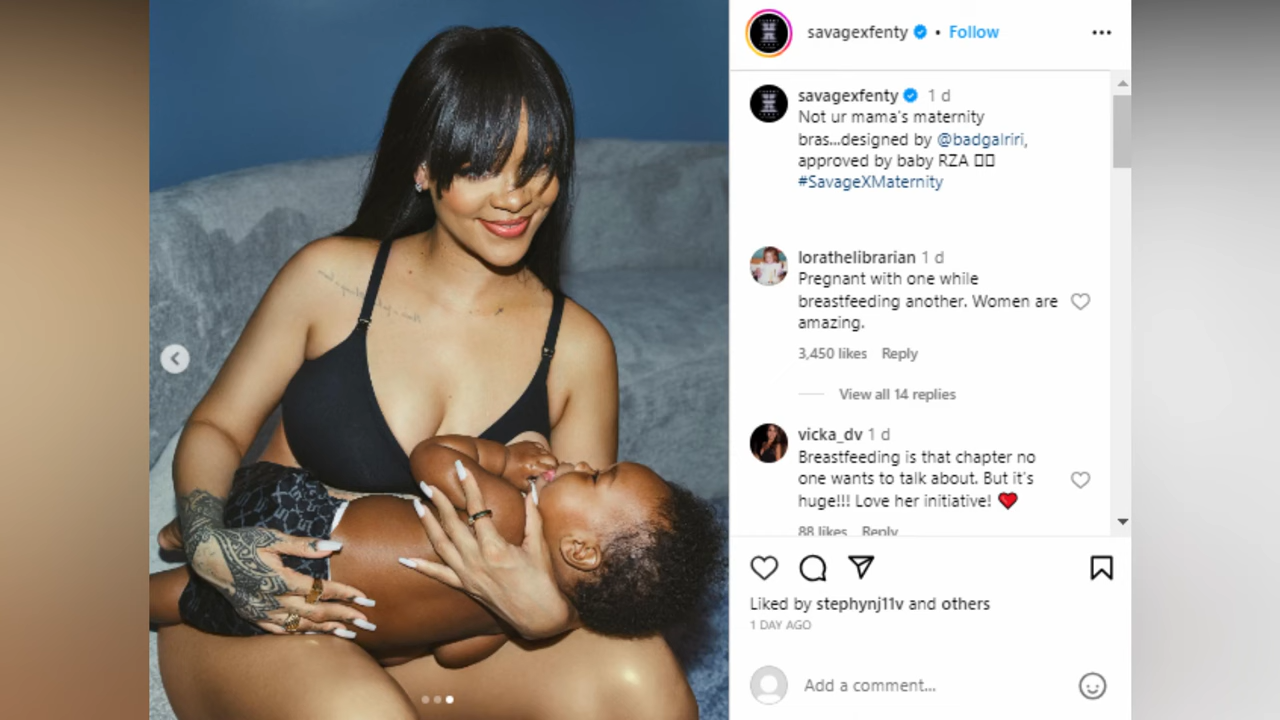 savagexfenty • Follow
savagexfenty 1 d
Not ur mama's maternity
bras...designed by @badgalriri,
approved by baby RZA
#SavageXMaternity
lorathelibrarian 1 d
Pregnant with one while
breastfeeding another. Women are
amazing.
3,450 likes Reply
View all 14 replies
vicka_dv 1 d
Breastfeeding is that chapter no
one wants to talk about. But it's
huge!!! Love her initiative! ❤️
88 likes Reply
Liked by stephynj11v and others
1 DAY AGO
Add a comment...